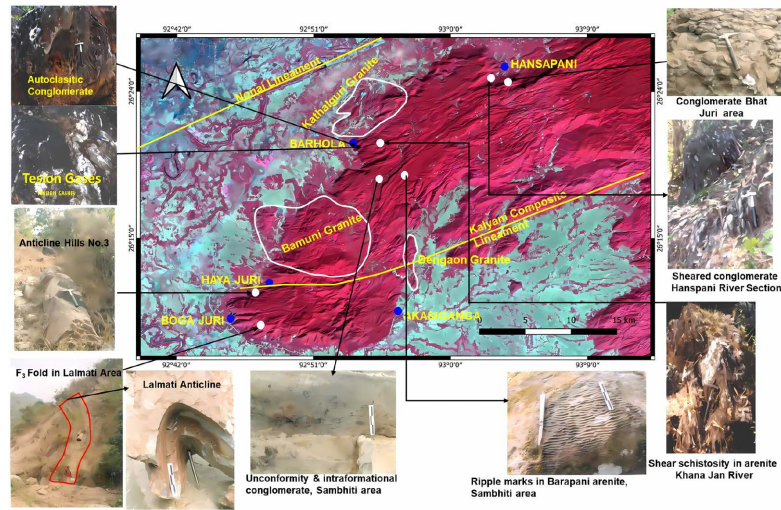 92°42'0" 92°51'0" 93°0'0" 93°9'0"
26°24'0"
26°15'0"
26°24'0"
26°15'0"
Autoclasitic
Conglomerate
Tesion Gases
Anticline Hills No.3
F₃ Fold in Lalmati Area
Lalmati Anticline
Nonai Lineament
Kathalguri Granite
HANSAPANI
BARHOLA
Bamuni Granite
Kalyani Composite
Lineament
Bengaon Granite
HAYA JURI
BOGA JURI
AKASIGANGA
0 5 10 15 km
92°42'0" 92°51'0" 93°0'0" 93°9'0"
Conglomerate Bhat
Juri area
Sheared conglomerate
Hanspani River Section
Shear schistosity in arenite
Khana Jan River
Unconformity & intraformational
conglomerate, Sambhiti area
Ripple marks in Barapani arenite,
Sambhiti area